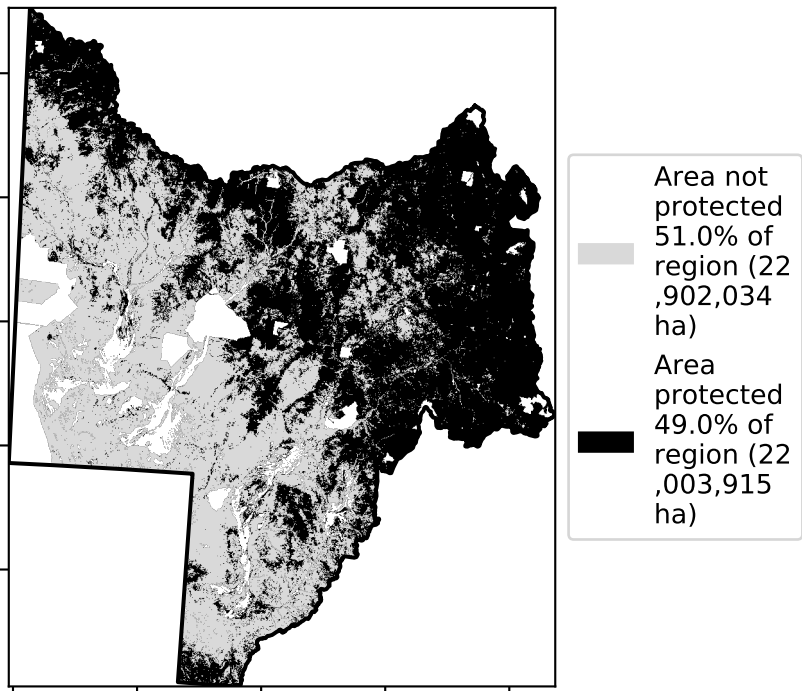 Area not
protected
51.0% of
region (22
,902,034
ha)
Area
protected
49.0% of
region (22
,003,915
ha)